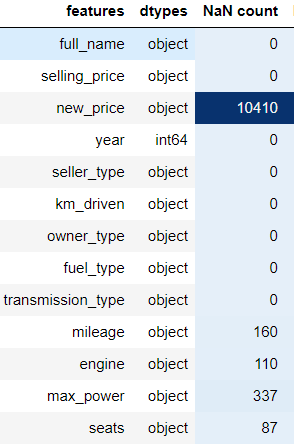 features dtypes NaN count
full_name object 0
selling_price object 0
new_price object 10410
year int64 0
seller_type object 0
km_driven object 0
owner_type object 0
fuel_type object 0
transmission_type object 0
mileage object 160
engine object 110
max_power object 337
seats object 87